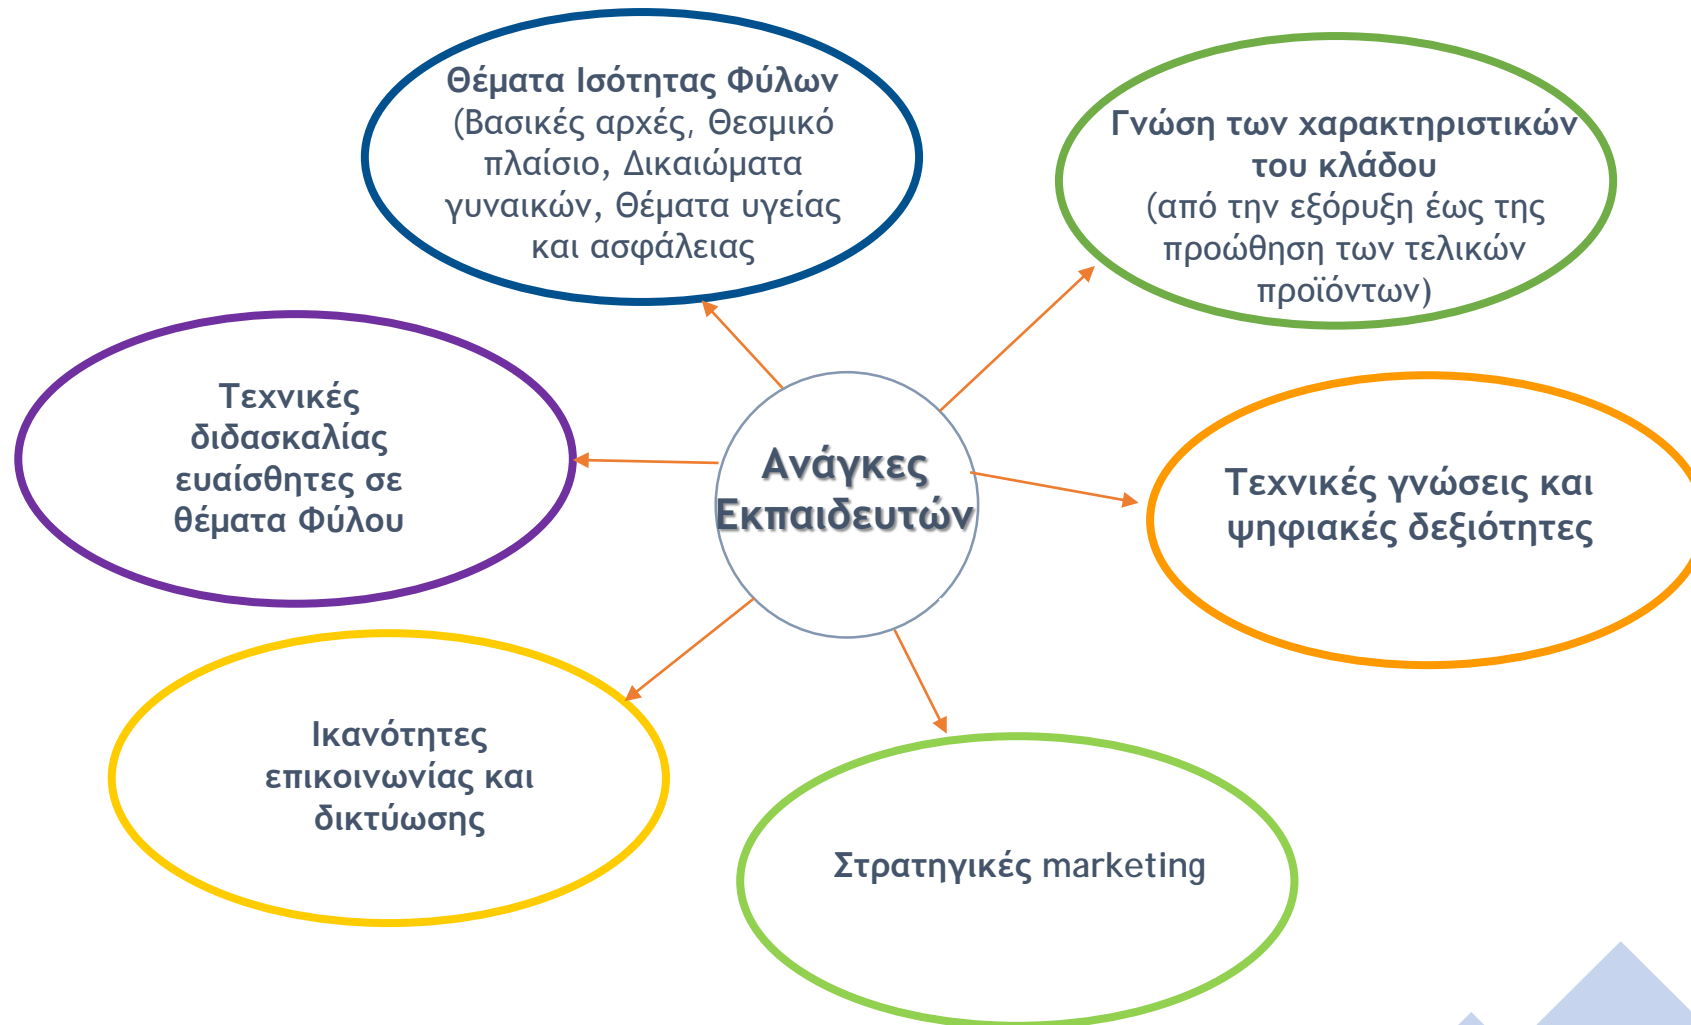 Θέματα Ισότητας Φύλων
(Βασικές αρχές, Θεσμικό
πλαίσιο, Δικαιώματα
γυναικών, Θέματα υγείας
και ασφάλειας
Γνώση των χαρακτηριστικών
του κλάδου
(από την εξόρυξη έως της
προώθηση των τελικών
προϊόντων)
Τεχνικές
διδασκαλίας
ευαίσθητες σε
θέματα Φύλου
Ανάγκες
Εκπαιδευτών
Τεχνικές γνώσεις και
ψηφιακές δεξιότητες
Ικανότητες
επικοινωνίας και
δικτύωσης
Στρατηγικές marketing